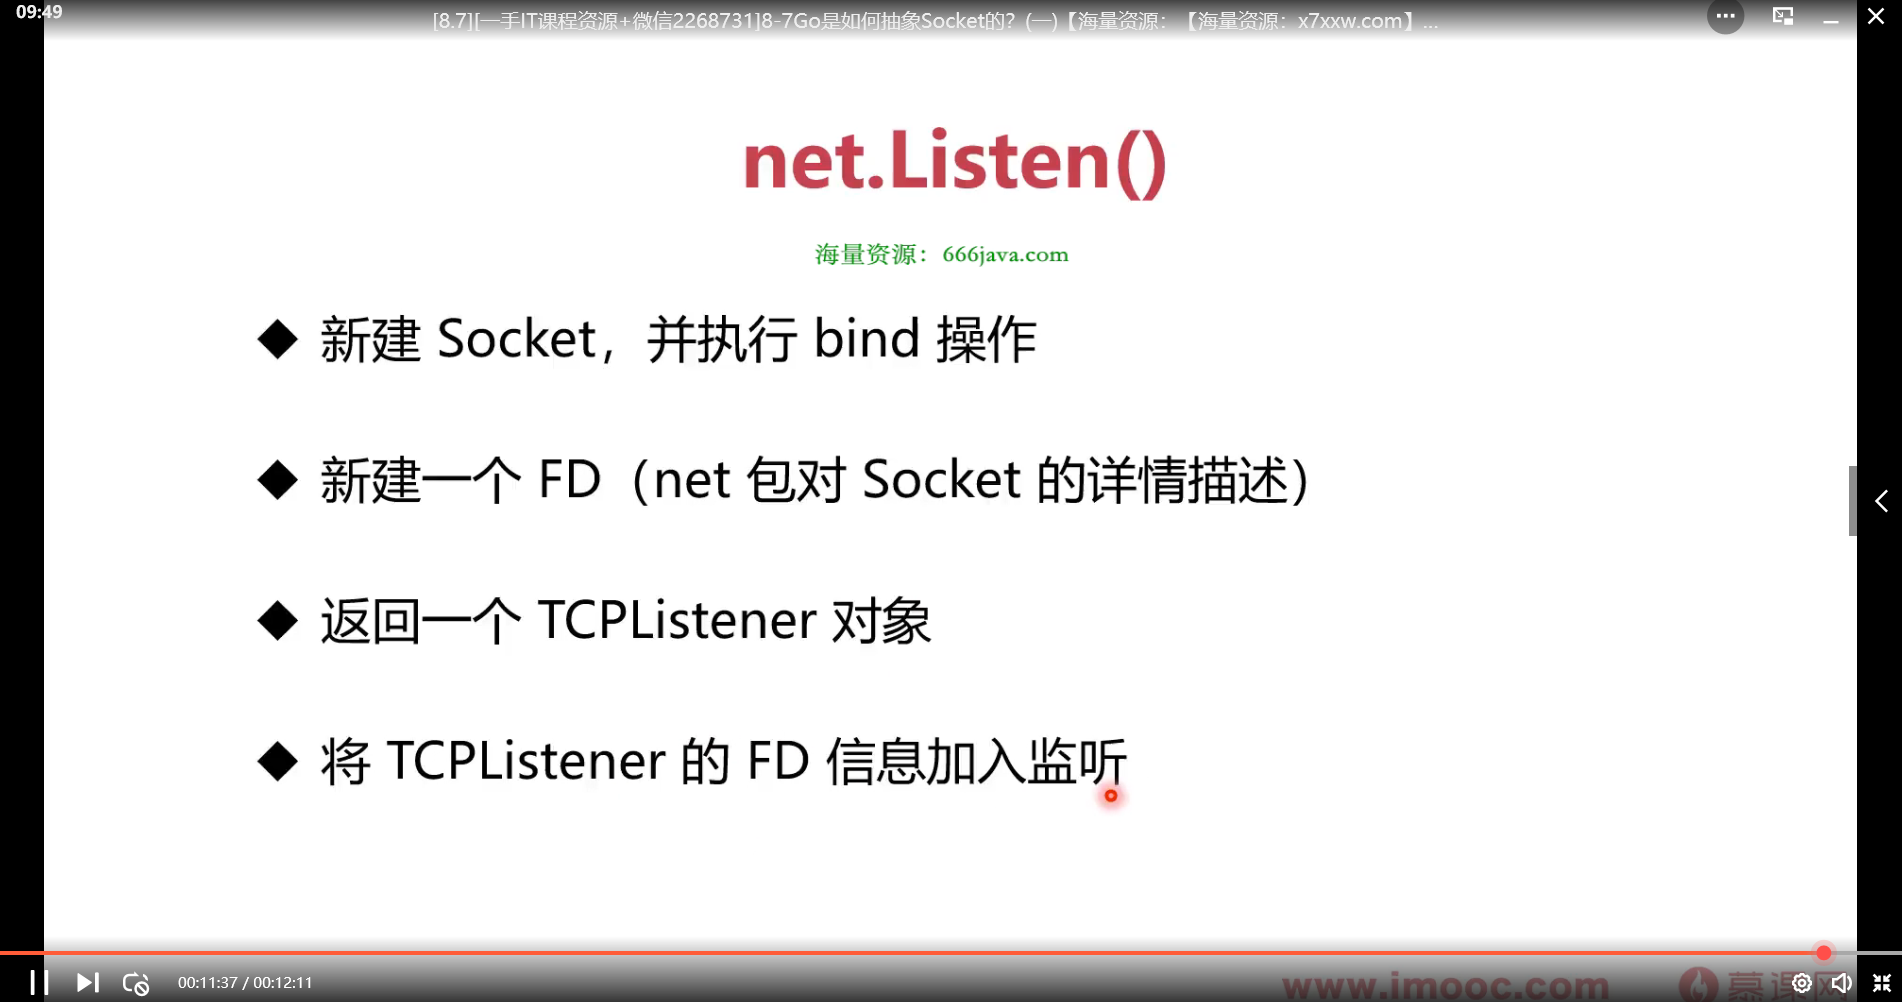 09:49
[8.7][一手IT课程资源+微信2268731]8-7Go是如何抽象Socket的？(一)【海量资源：【海量资源：x7xxw.com】...
net.Listen()
海量资源：666java.com
◆ 新建 Socket，并执行 bind 操作
◆ 新建一个 FD（net 包对 Socket 的详情描述）
◆ 返回一个 TCPListener 对象
◆ 将 TCPListener 的 FD 信息加入监听
00:11:37 / 00:12:11
www.imooc.com 慕课网